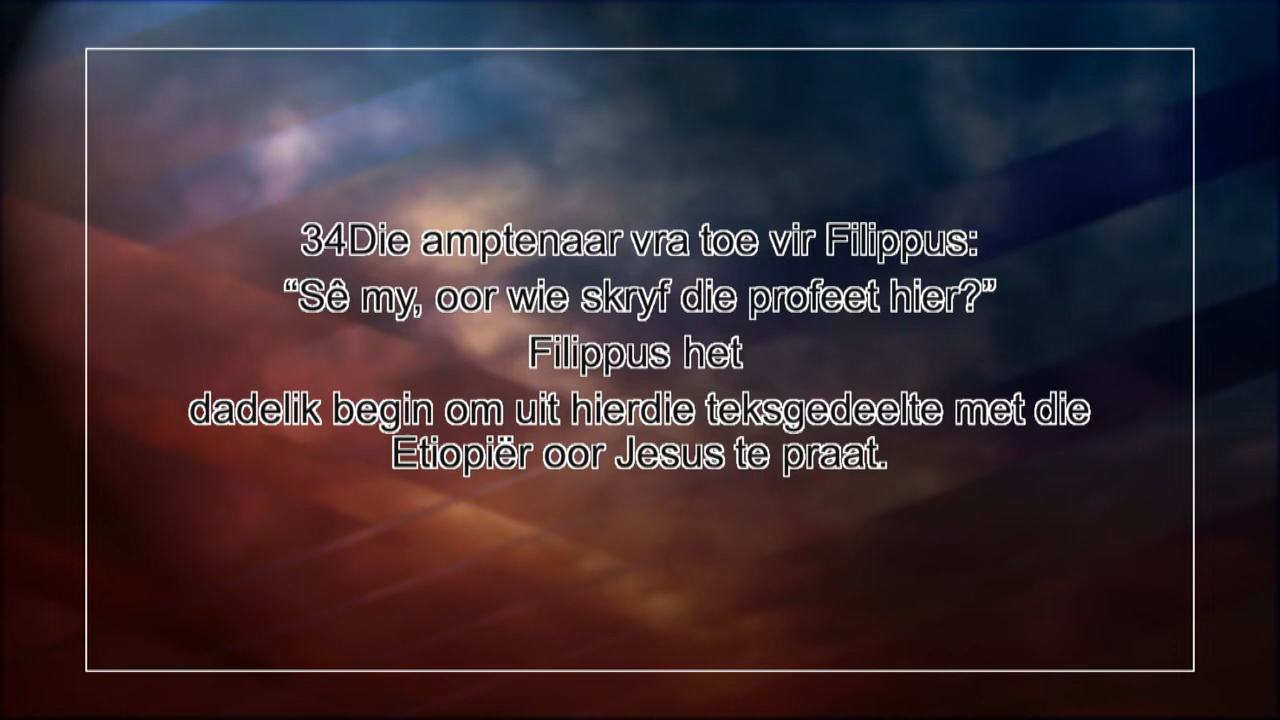 34Die amptenaar vra toe vir Filippus:
“Sê my, oor wie skryf die profeet hier?”
Filippus het
dadelik begin om uit hierdie teksgedeelte met die
Etiopiër oor Jesus te praat.